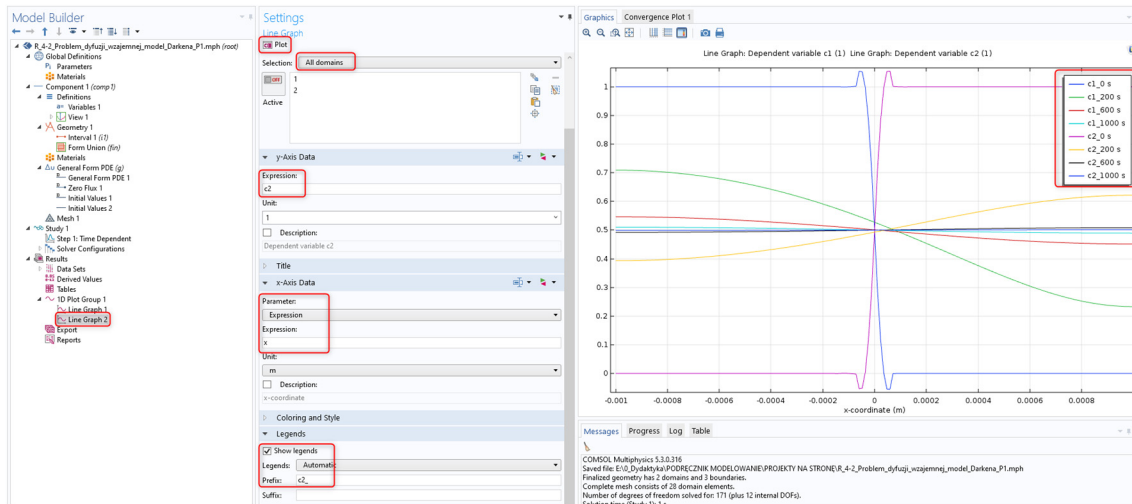 Model Builder
R_4-2_Problem_dyfuzji_wzajemnej_model_Darkena_P1.mph (root)
Global Definitions
Parameters
Materials
Component 1 (comp1)
Definitions
Variables 1
View 1
Geometry 1
Interval 1 (i1)
Form Union (fin)
Materials
General Form PDE (g)
General Form PDE 1
Zero Flux 1
Initial Values 1
Initial Values 2
Mesh 1
Study 1
Step 1: Time Dependent
Solver Configurations
Results
Data Sets
Derived Values
Tables
1D Plot Group 1
Line Graph 1
Line Graph 2
Export
Reports
Settings
Line Graph
Plot
Selection: All domains
OFF
Active
1
2
y-Axis Data
Expression:
c2
Unit:
1
Description:
Dependent variable c2
Title
x-Axis Data
Parameter:
Expression
Expression:
x
Unit:
m
Description:
x-coordinate
Coloring and Style
Legends
Show legends
Legends: Automatic
Prefix: c2_
Suffix:
Graphics Convergence Plot 1
Line Graph: Dependent variable c1 (1) Line Graph: Dependent variable c2 (1)
1
0.9
0.8
0.7
0.6
0.5
0.4
0.3
0.2
0.1
0
-0.001 -0.0008 -0.0006 -0.0004 -0.0002 0 0.0002 0.0004 0.0006 0.0008
x-coordinate (m)
c1_0 s
c1_200 s
c1_600 s
c1_1000 s
c2_0 s
c2_200 s
c2_600 s
c2_1000 s
Messages Progress Log Table
COMSOL Multiphysics 5.3.0.316
Saved file: E:\0_Dydaktyka\PODRĘCZNIK MODELOWANIE\PROJEKTY NA STRONE\R_4-2_Problem_dyfuzji_wzajemnej_model_Darkena_P1.mph
Finalized geometry has 2 domains and 3 boundaries.
Complete mesh consists of 28 domain elements.
Number of degrees of freedom solved for: 171 (plus 12 internal DOFs).